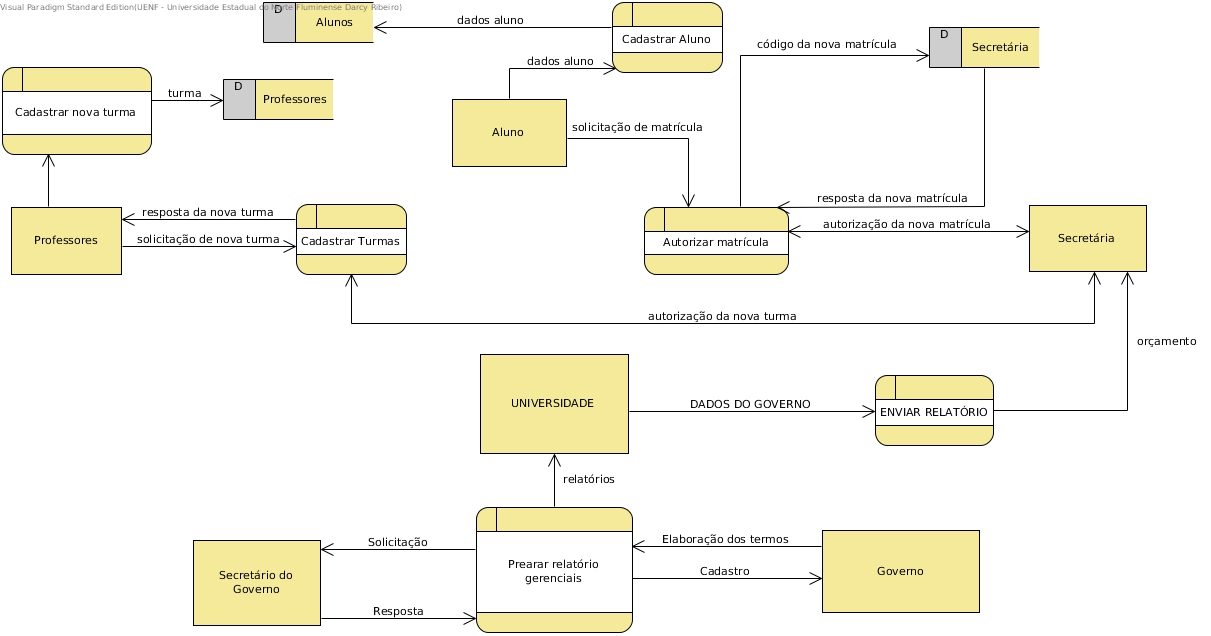 Visual Paradigm Standard Edition(UENF - Universidade Estadual do Norte Fluminense Darcy Ribeiro)
D
Alunos
dados aluno
Cadastrar Aluno
código da nova matrícula
D
Secretária
dados aluno
Cadastrar nova turma
turma
D
Professores
Aluno
solicitação de matrícula
resposta da nova matrícula
Professores
resposta da nova turma
solicitação de nova turma
Cadastrar Turmas
Autorizar matrícula
autorização da nova matrícula
Secretária
autorização da nova turma
orçamento
UNIVERSIDADE
DADOS DO GOVERNO
ENVIAR RELATÓRIO
relatórios
Solicitação
Secretário do
Governo
Resposta
Prearar relatório
gerenciais
Elaboração dos termos
Cadastro
Governo